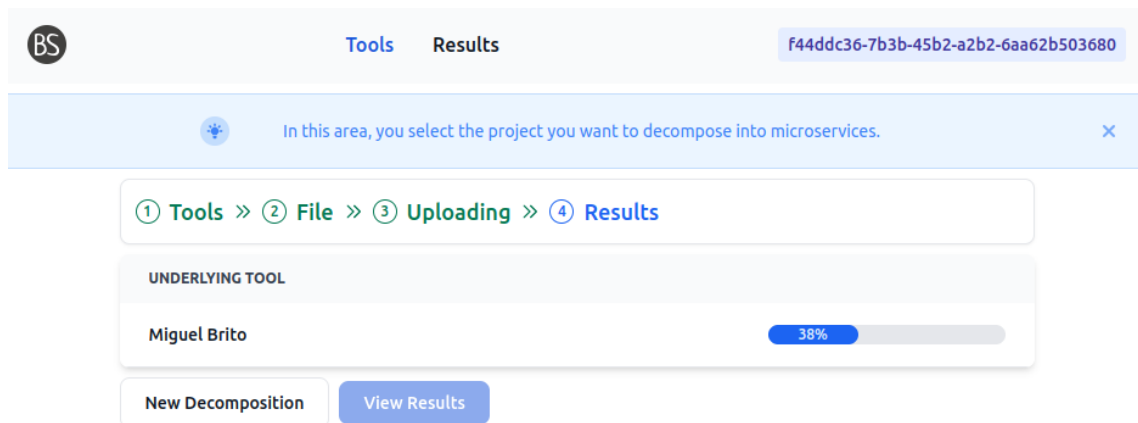 BS Tools Results f44ddc36-7b3b-45b2-a2b2-6aa62b503680
In this area, you select the project you want to decompose into microservices. ×
1 Tools » 2 File » 3 Uploading » 4 Results
UNDERLYING TOOL
Miguel Brito 38%
New Decomposition View Results